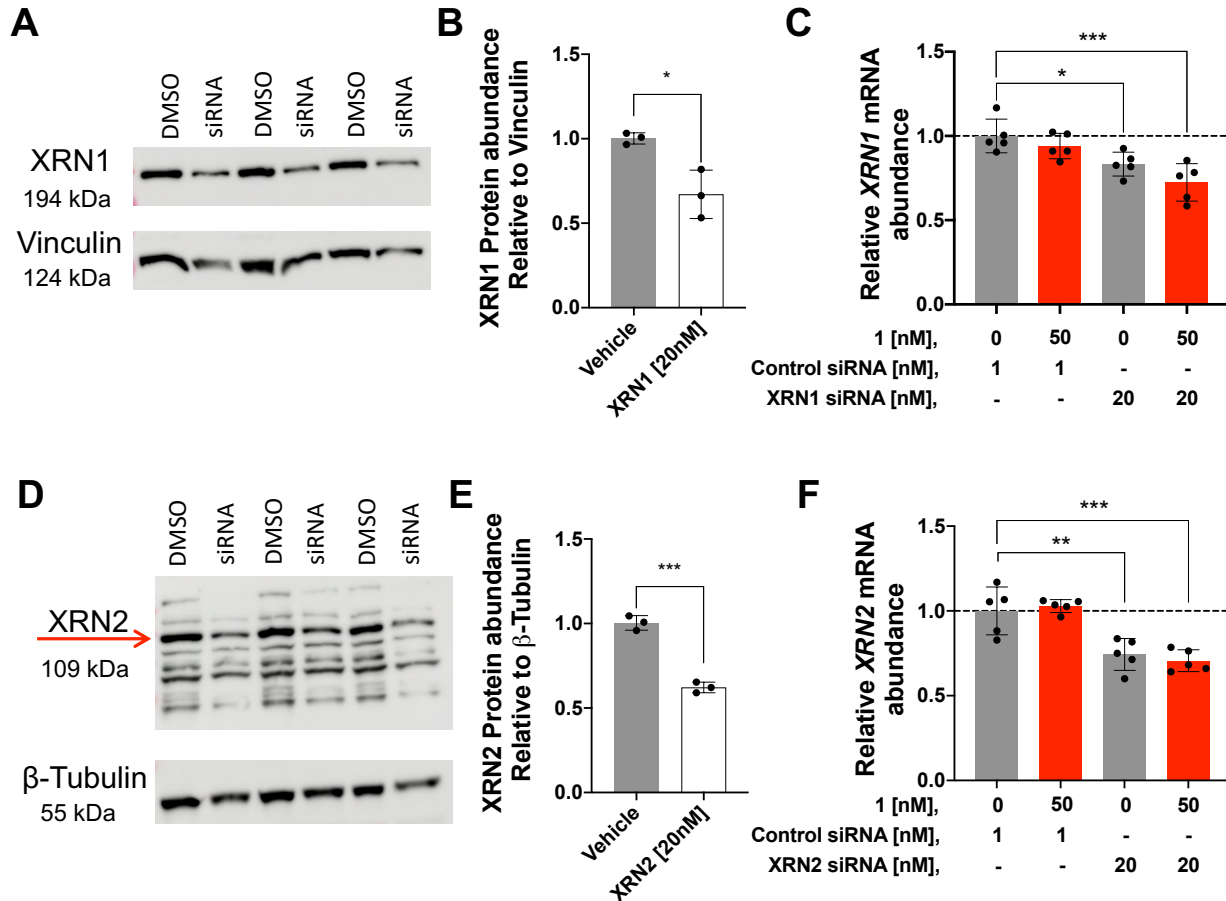 A
DMSO
siRNA
DMSO
siRNA
DMSO
siRNA
XRN1
194 kDa
Vinculin
124 kDa
B
XRN1 Protein abundance
Relative to Vinculin
1.5
1.0
0.5
0.0
*
Vehicle
XRN1 [20nM]
C
Relative XRN1 mRNA
abundance
1.5
1.0
0.5
0.0
***
*
1 [nM], 0 50 0 50
Control siRNA [nM], 1 1 - -
XRN1 siRNA [nM], - - 20 20
D
DMSO
siRNA
DMSO
siRNA
DMSO
siRNA
XRN2
109 kDa
β-Tubulin
55 kDa
E
XRN2 Protein abundance
Relative to β-Tubulin
1.5
1.0
0.5
0.0
***
Vehicle
XRN2 [20nM]
F
Relative XRN2 mRNA
abundance
1.5
1.0
0.5
0.0
***
**
1 [nM], 0 50 0 50
Control siRNA [nM], 1 1 - -
XRN2 siRNA [nM], - - 20 20